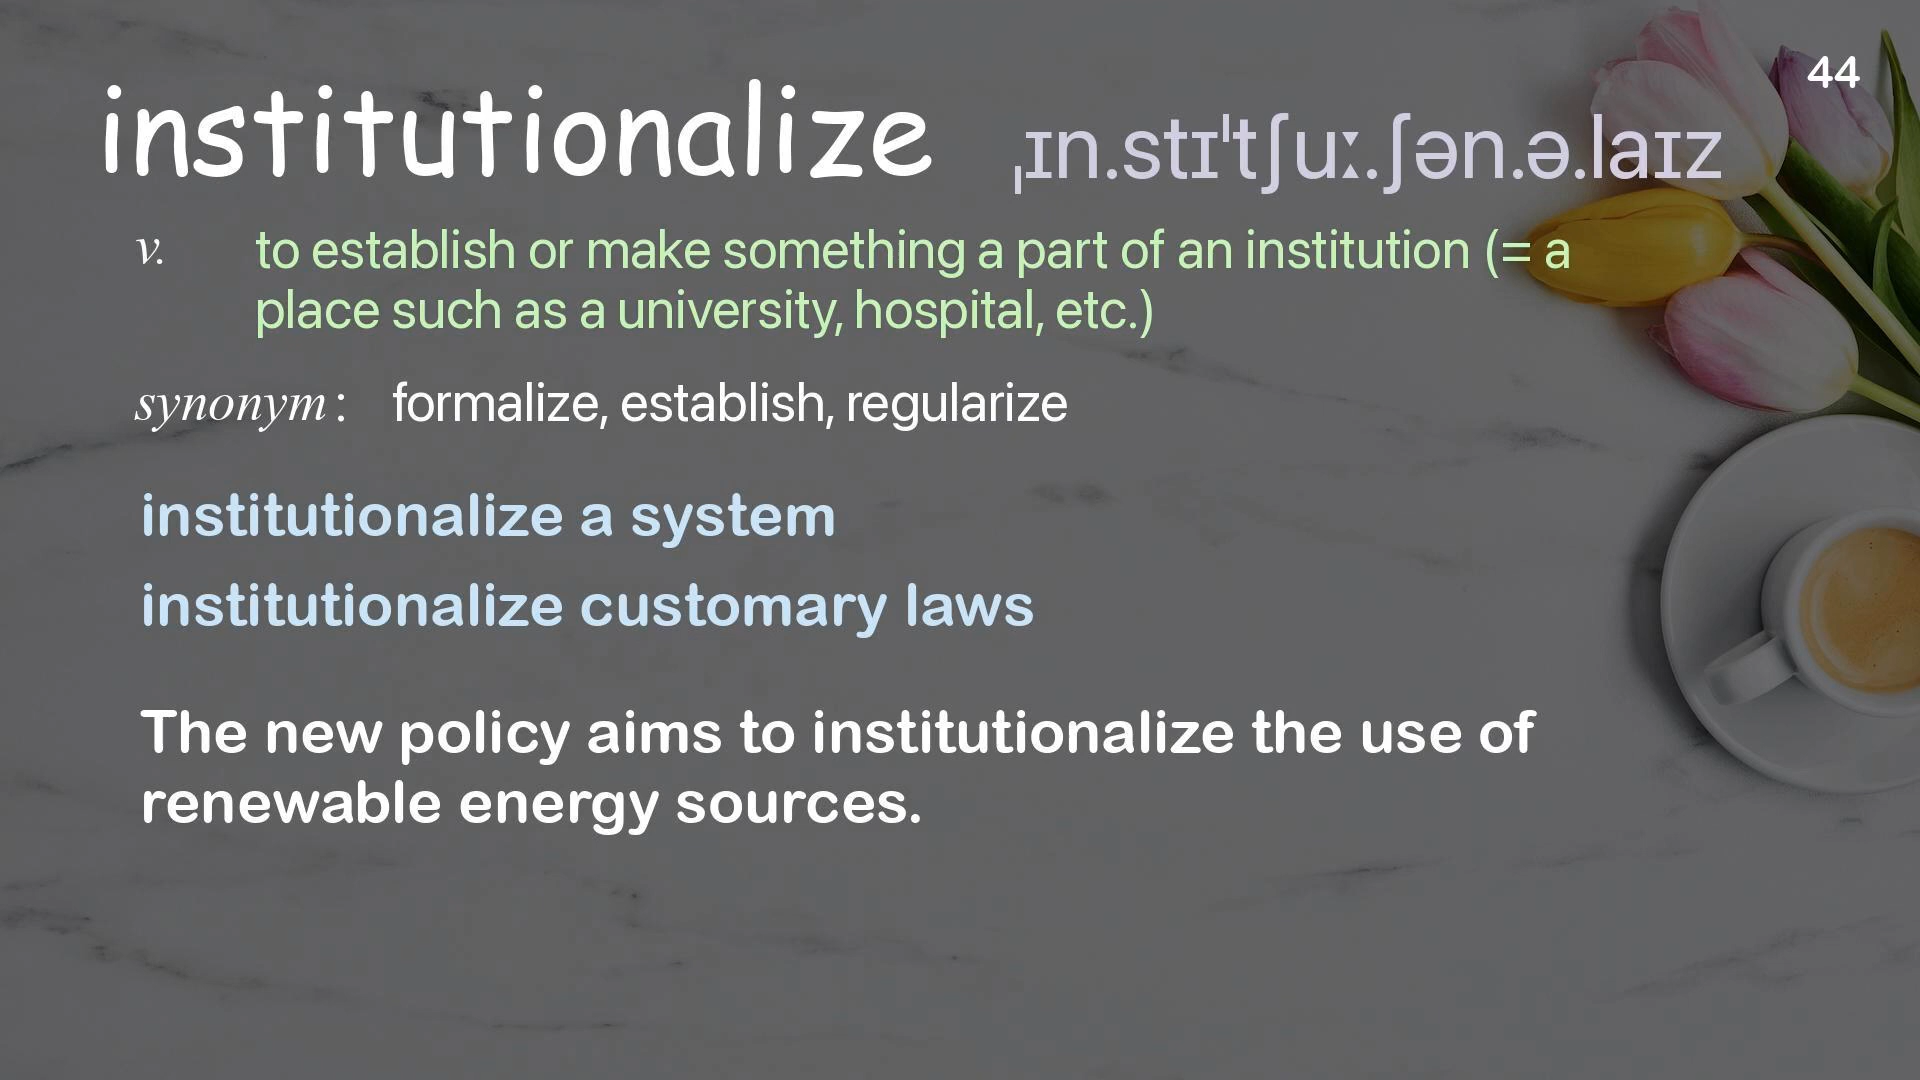 44
institutionalize ˌɪn.stɪˈtʃuː.ʃən.ə.laɪz
v. to establish or make something a part of an institution (= a
place such as a university, hospital, etc.)
synonym: formalize, establish, regularize
institutionalize a system
institutionalize customary laws
The new policy aims to institutionalize the use of
renewable energy sources.